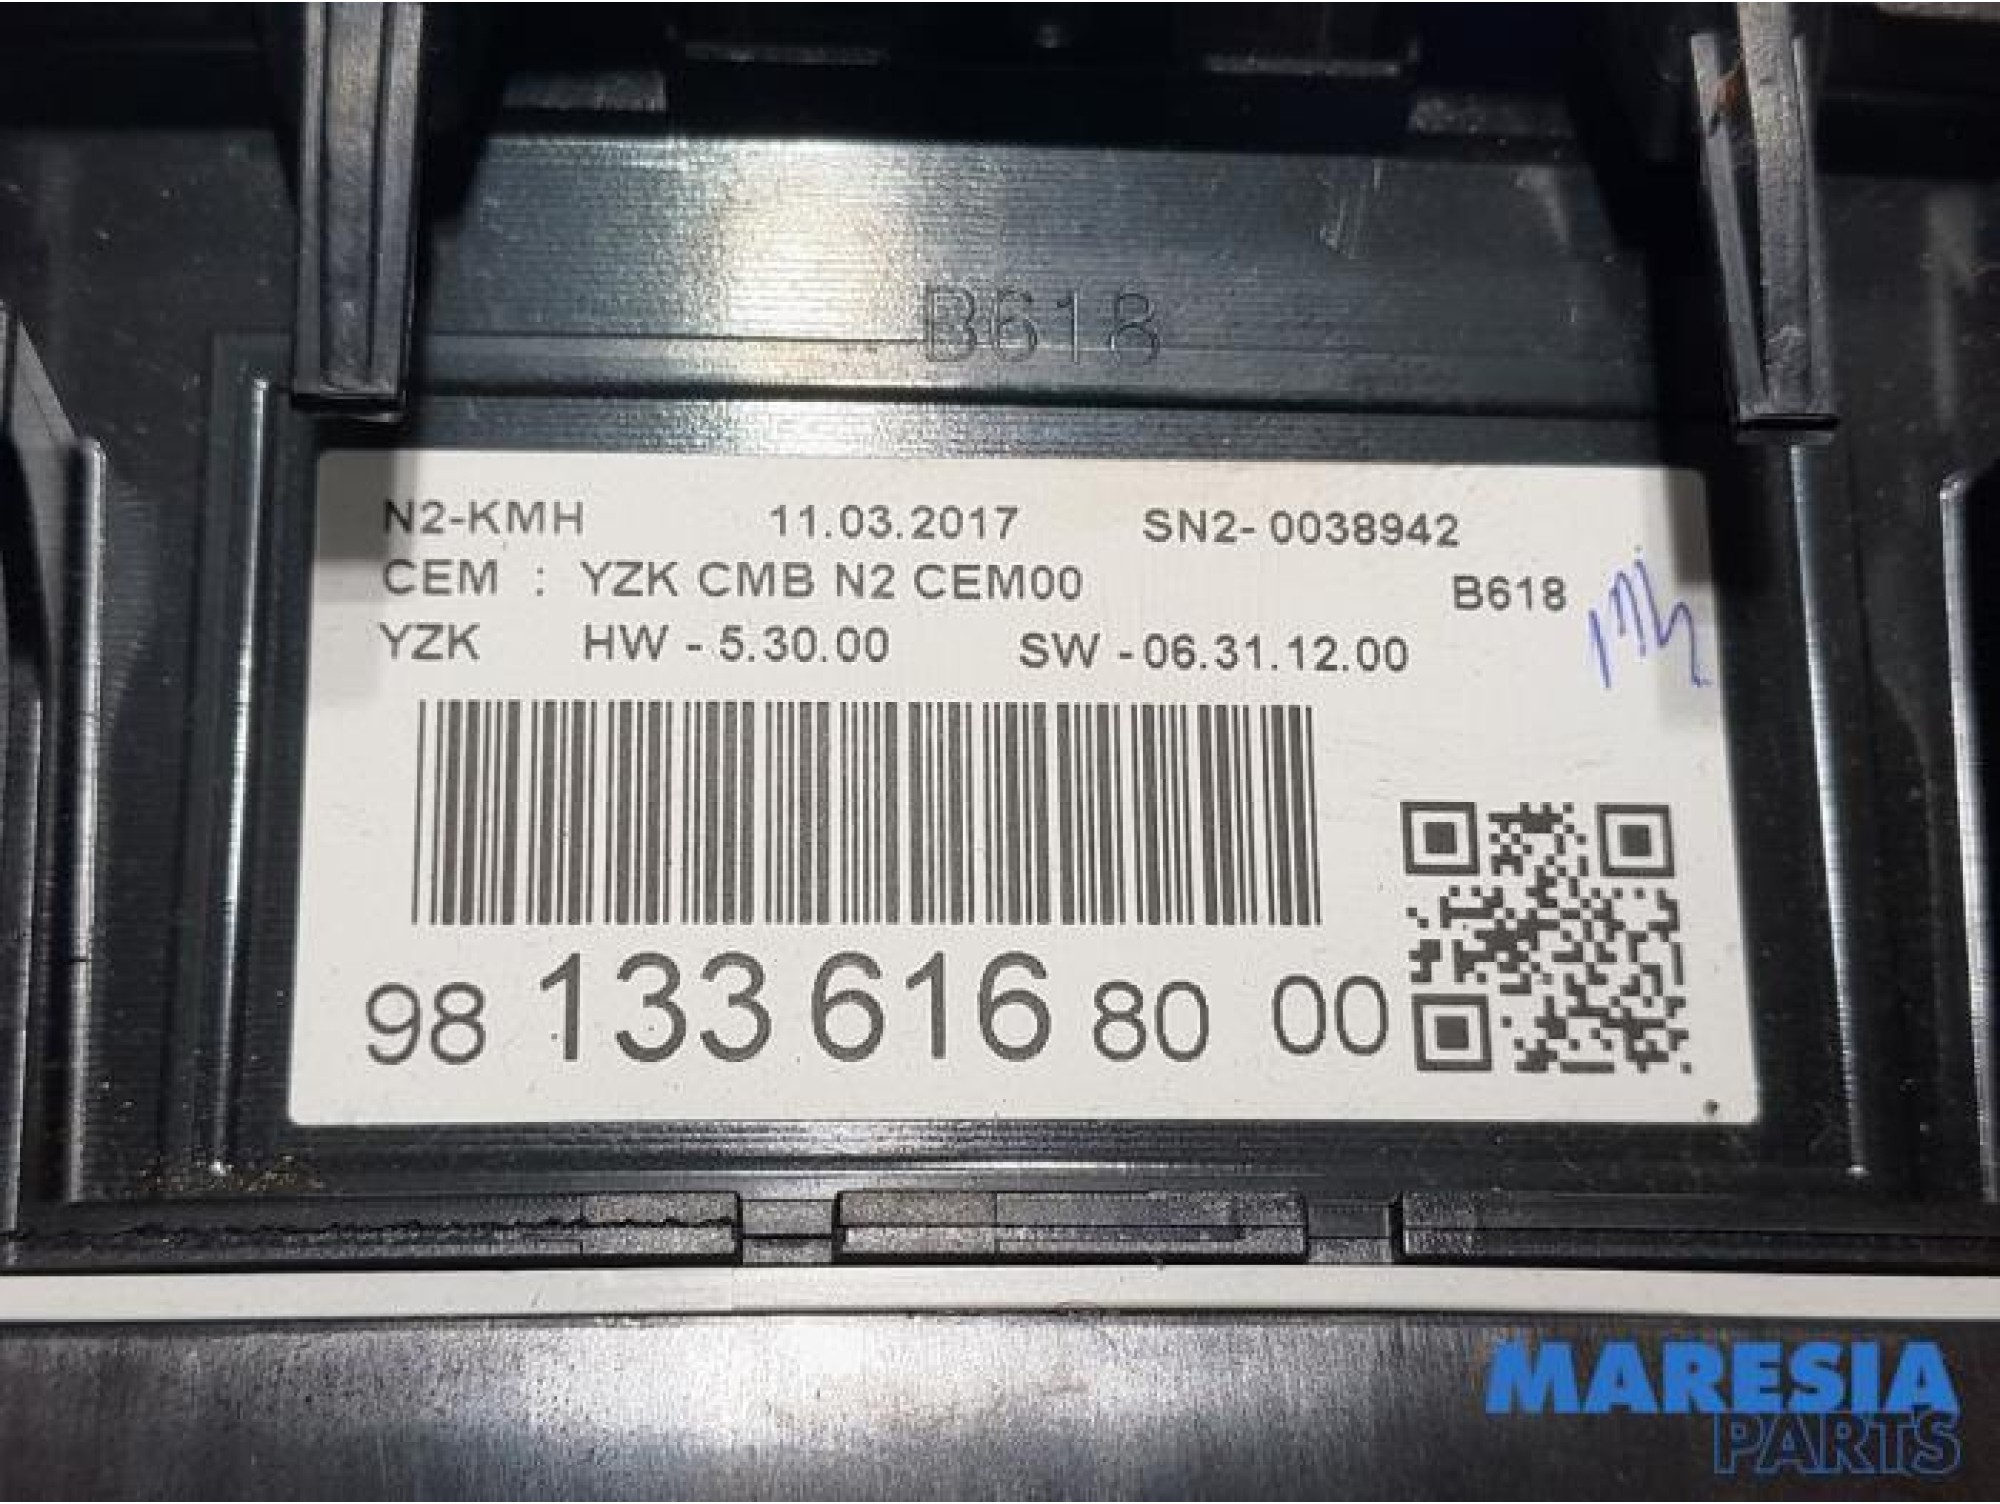 B618
N2-KMH 11.03.2017 SN2- 0038942
CEM : YZK CMB N2 CEM00 B618
YZK HW - 5.30.00 SW - 06.31.12.00
98 133 616 80 00
MARESIA
PARTS